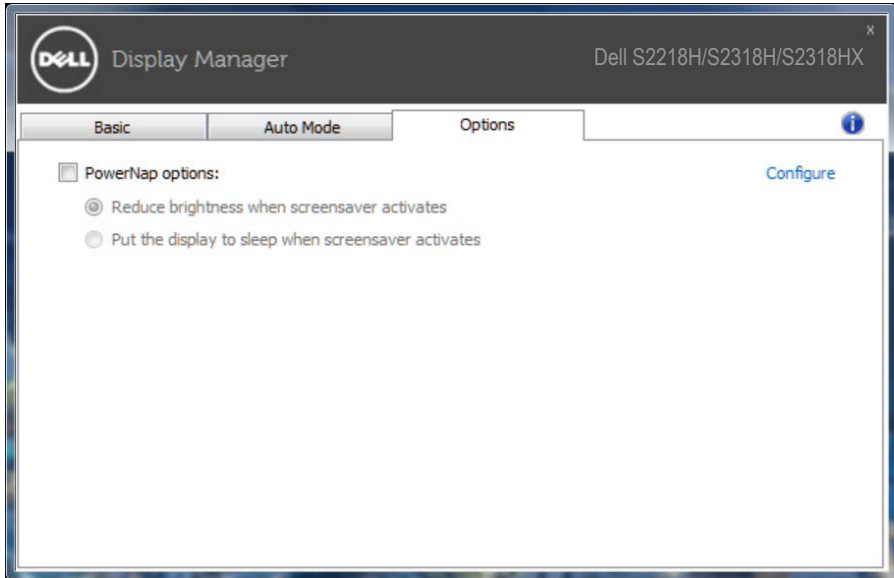 DELL Display Manager Dell S2218H/S2318H/S2318HX x
Basic Auto Mode Options i
PowerNap options: Configure
Reduce brightness when screensaver activates
Put the display to sleep when screensaver activates